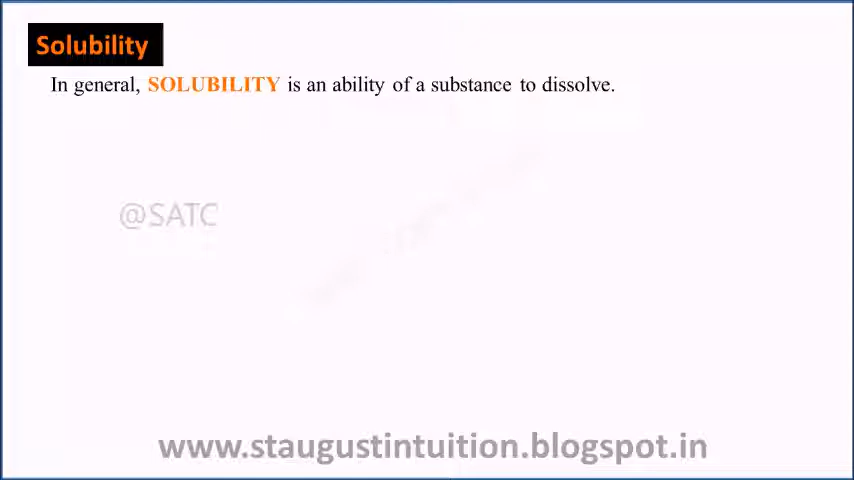 Solubility
In general, SOLUBILITY is an ability of a substance to dissolve.
@SATC
www.staugustintuition.blogspot.in